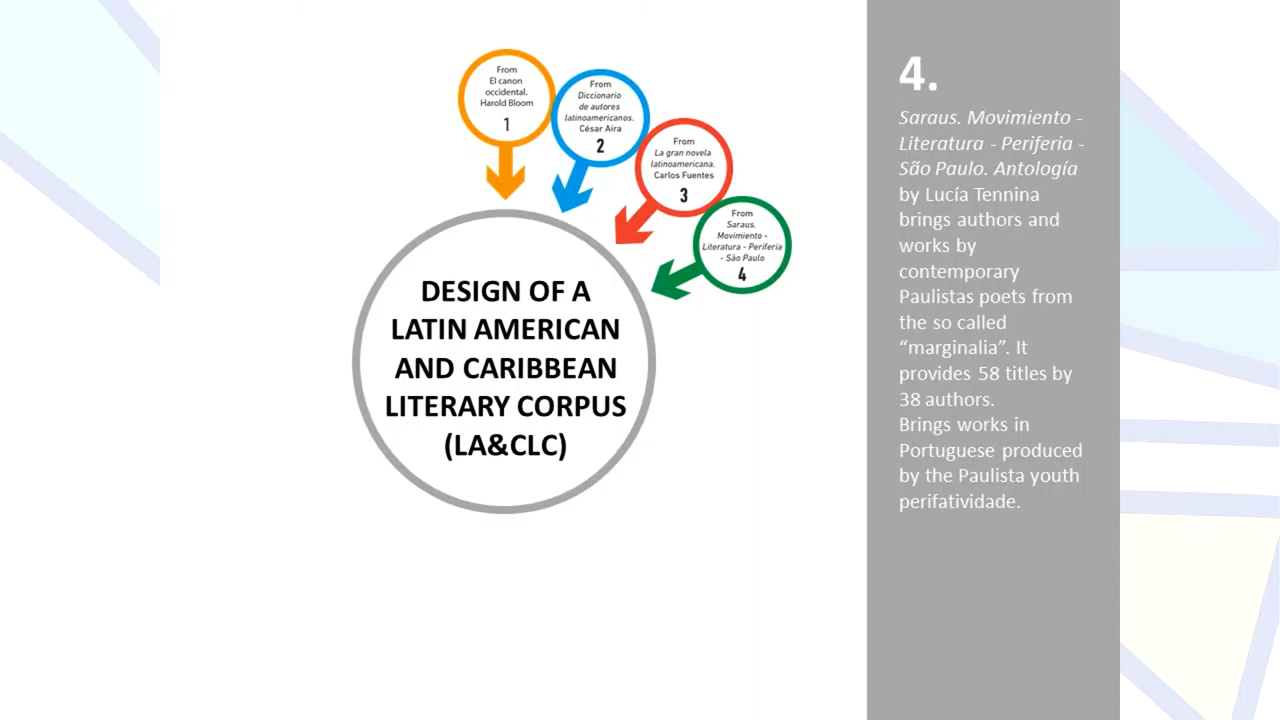 From
El canon
occidental.
Harold Bloom
1
From
Diccionario
de autores
latinoamericanos.
César Aira
2
From
La gran novela
latinoamericana.
Carlos Fuentes
3
From
Saraus.
Movimiento -
Literatura - Periferia
- São Paulo
4
DESIGN OF A
LATIN AMERICAN
AND CARIBBEAN
LITERARY CORPUS
(LA&CLC)
4.
Saraus. Movimiento -
Literatura - Periferia -
São Paulo. Antología
by Lucía Tennina
brings authors and
works by
contemporary
Paulistas poets from
the so called
“marginalia”. It
provides 58 titles by
38 authors.
Brings works in
Portuguese produced
by the Paulista youth
perifatividade.